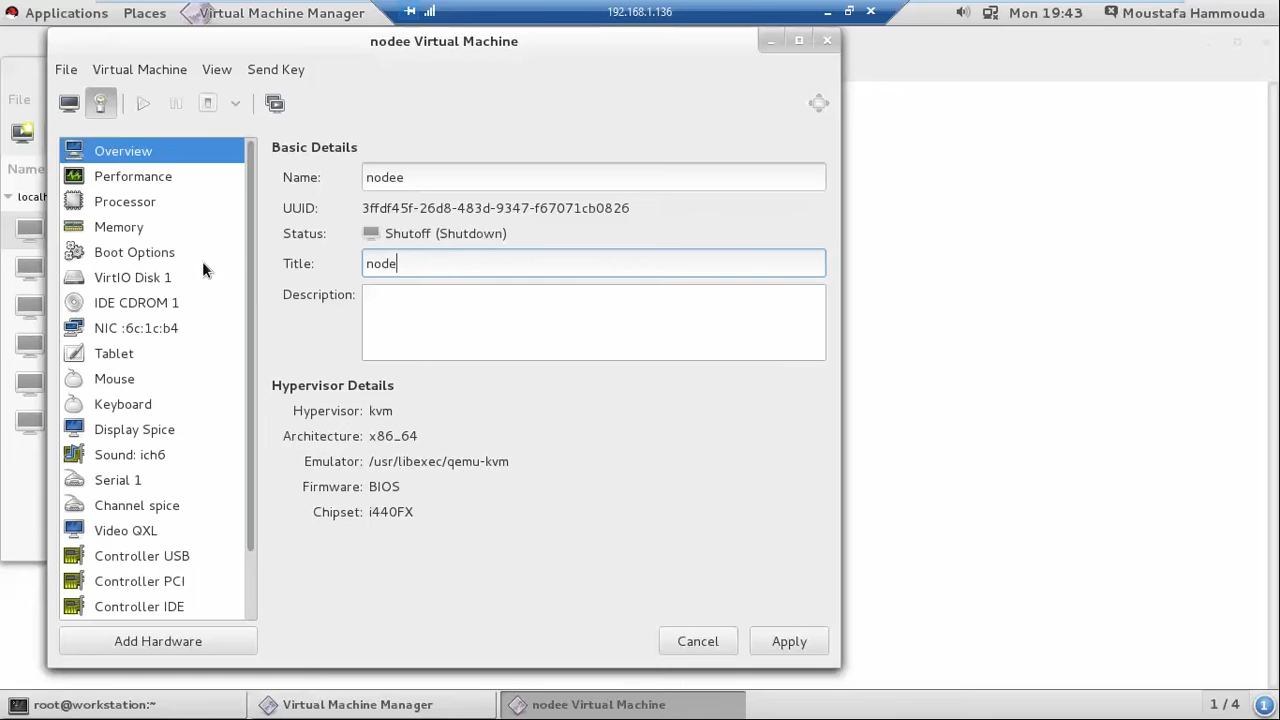 Applications Places Virtual Machine Manager 192.168.1.136 Mon 19:43 Moustafa Hammouda
nodee Virtual Machine
File Virtual Machine View Send Key
File
Name
localh
Overview
Performance
Processor
Memory
Boot Options
VirtIO Disk 1
IDE CDROM 1
NIC :6c:1c:b4
Tablet
Mouse
Keyboard
Display Spice
Sound: ich6
Serial 1
Channel spice
Video QXL
Controller USB
Controller PCI
Controller IDE
Add Hardware
Basic Details
Name: nodee
UUID: 3ffdf45f-26d8-483d-9347-f67071cb0826
Status: Shutoff (Shutdown)
Title: node
Description:
Hypervisor Details
Hypervisor: kvm
Architecture: x86_64
Emulator: /usr/libexec/qemu-kvm
Firmware: BIOS
Chipset: i440FX
Cancel Apply
root@workstation:~ Virtual Machine Manager nodee Virtual Machine 1 / 4 1